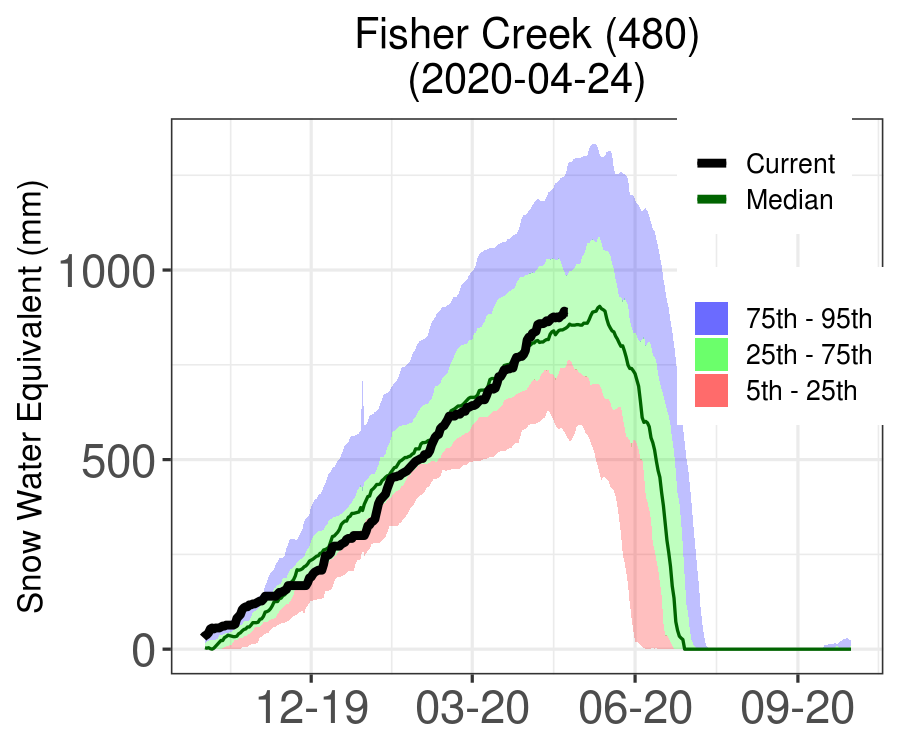 Fisher Creek (480)
(2020-04-24)
Snow Water Equivalent (mm)
1000
500
0
12-19
03-20
06-20
09-20
Current
Median
75th - 95th
25th - 75th
5th - 25th